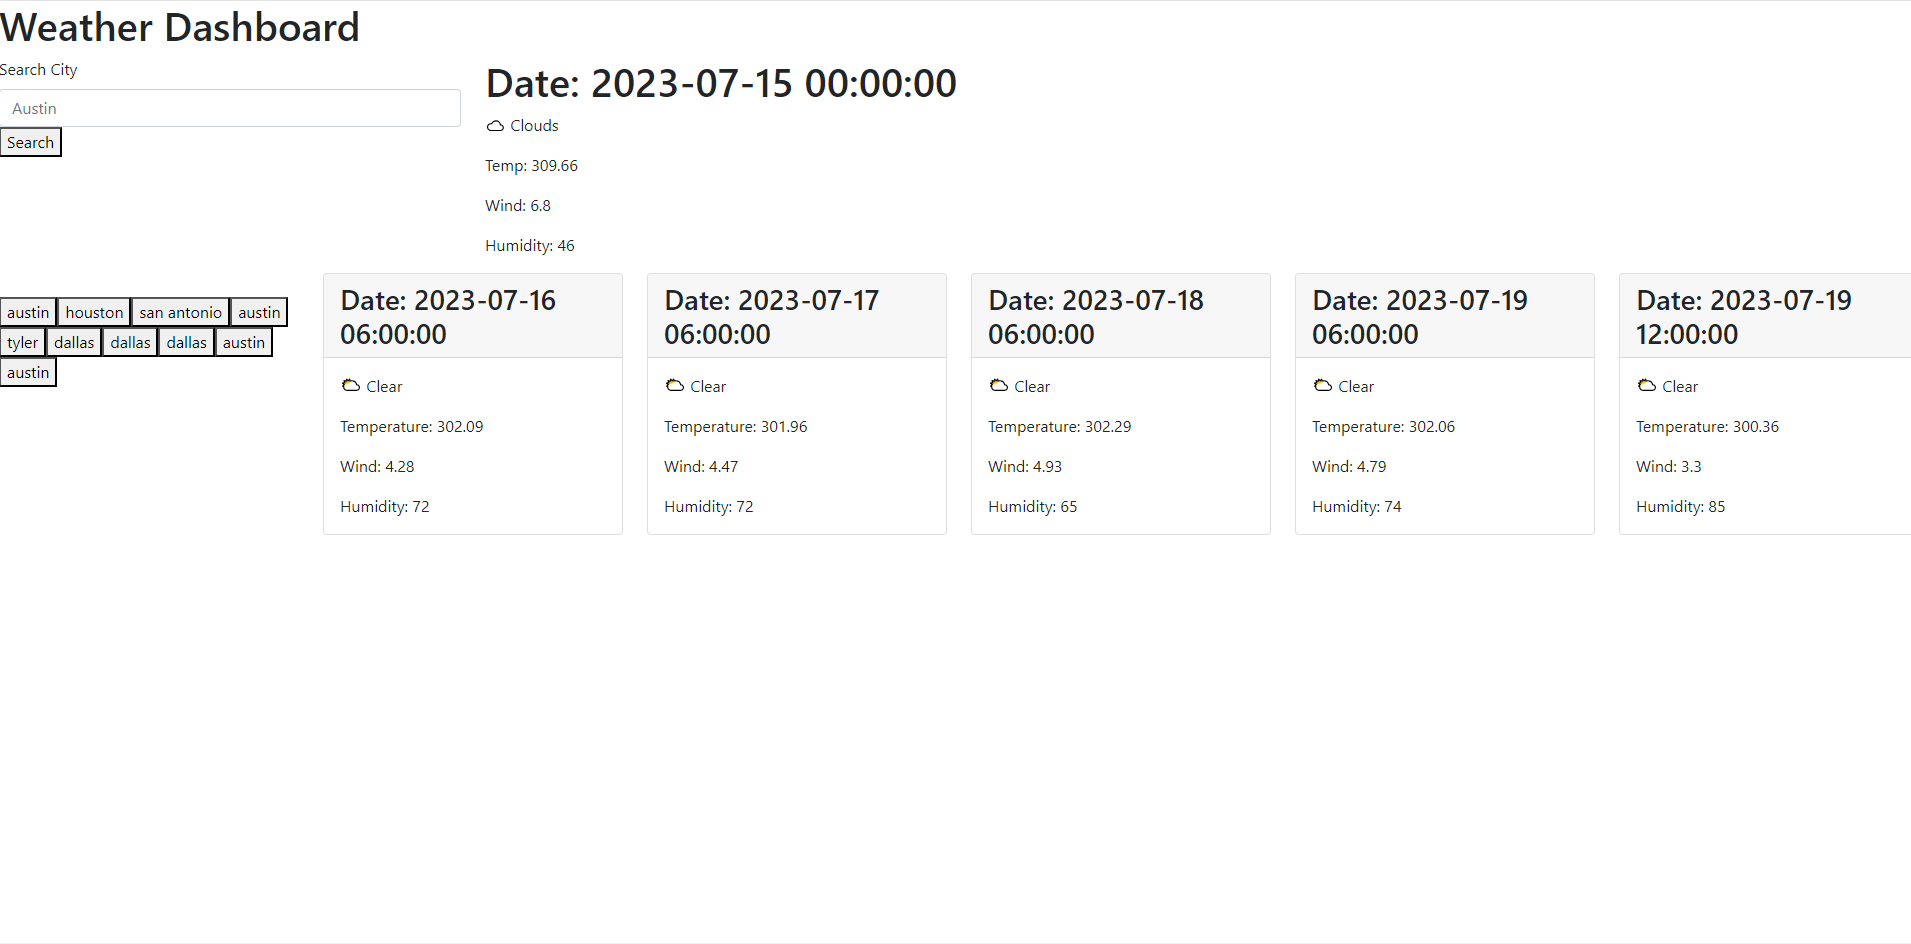 Weather Dashboard
Search City
Austin
Search
Date: 2023-07-15 00:00:00
Clouds
Temp: 309.66
Wind: 6.8
Humidity: 46
austin houston san antonio austin
tyler dallas dallas dallas austin
austin
Date: 2023-07-16
06:00:00
Clear
Temperature: 302.09
Wind: 4.28
Humidity: 72
Date: 2023-07-17
06:00:00
Clear
Temperature: 301.96
Wind: 4.47
Humidity: 72
Date: 2023-07-18
06:00:00
Clear
Temperature: 302.29
Wind: 4.93
Humidity: 65
Date: 2023-07-19
06:00:00
Clear
Temperature: 302.06
Wind: 4.79
Humidity: 74
Date: 2023-07-19
12:00:00
Clear
Temperature: 300.36
Wind: 3.3
Humidity: 85